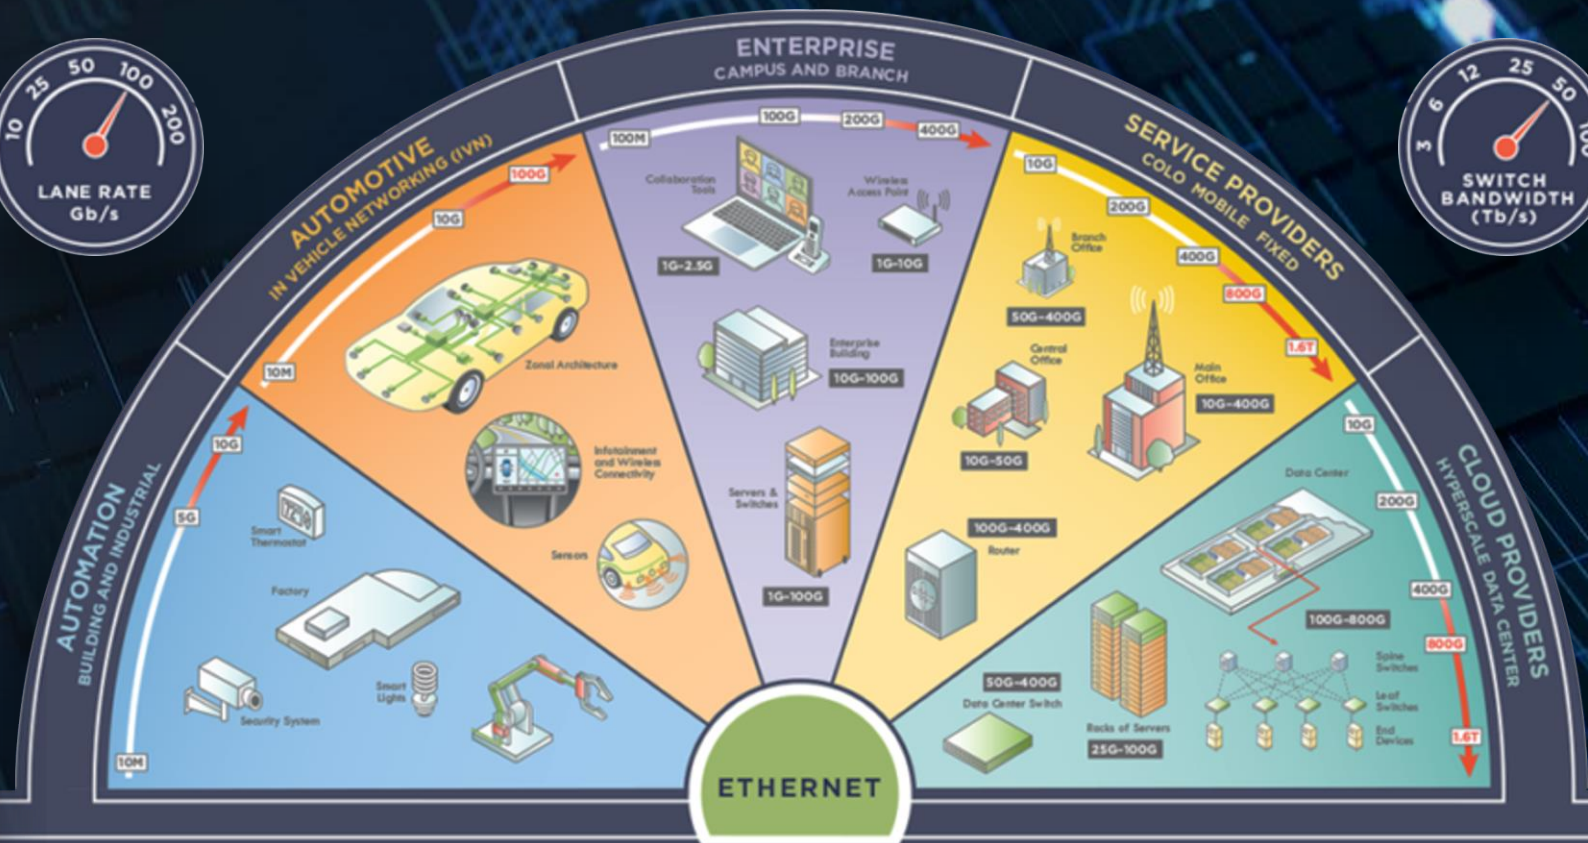 10
25
50
100
200
LANE RATE
Gb/s
3
6
12
25
50
SWITCH
BANDWIDTH
(Tb/s)
AUTOMATION
BUILDING AND INDUSTRIAL
10M
5G
10G
Smart
Thermostat
Factory
Security System
Smart
Lights
AUTOMOTIVE
IN VEHICLE NETWORKING (IVN)
10M
10G
100G
Zonal Architecture
Infotainment
and Wireless
Connectivity
Sensors
ENTERPRISE
CAMPUS AND BRANCH
100M
100G
200G
400G
Collaboration
Tools
1G-2.5G
Wireless
Access Point
1G-10G
Enterprise
Building
10G-100G
Servers &
Switches
1G-100G
SERVICE PROVIDERS
COLO MOBILE FIXED
10G
200G
400G
800G
1.6T
Branch
Office
50G-400G
Central
Office
10G-50G
Main
Office
10G-400G
100G-400G
Router
CLOUD PROVIDERS
HYPERSCALE DATA CENTER
10G
200G
400G
800G
1.6T
Data Center
100G-800G
Spine
Switches
Leaf
Switches
End
Devices
50G-400G
Data Center Switch
Racks of Servers
25G-100G
ETHERNET